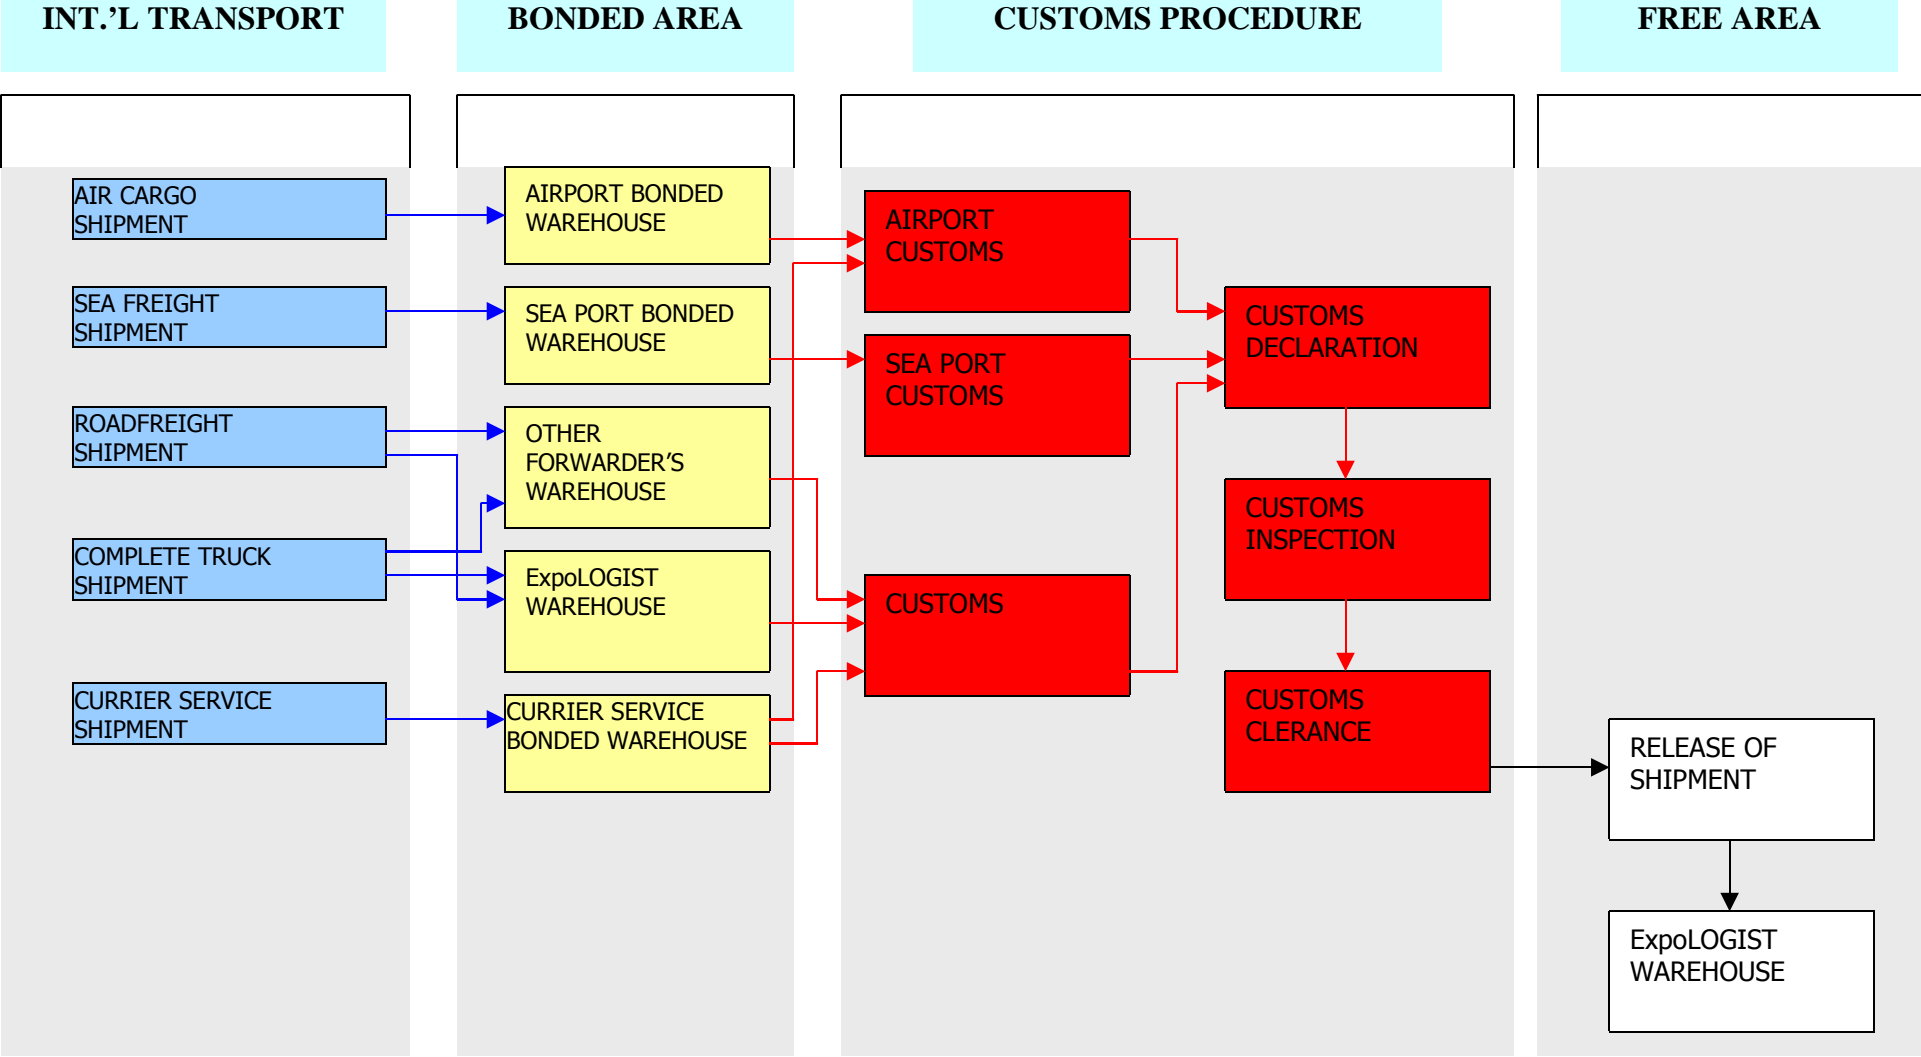 INT.’L TRANSPORT
BONDED AREA
CUSTOMS PROCEDURE
FREE AREA
AIR CARGO
SHIPMENT
SEA FREIGHT
SHIPMENT
ROADFREIGHT
SHIPMENT
COMPLETE TRUCK
SHIPMENT
CURRIER SERVICE
SHIPMENT
AIRPORT BONDED
WAREHOUSE
SEA PORT BONDED
WAREHOUSE
OTHER
FORWARDER’S
WAREHOUSE
ExpoLOGIST
WAREHOUSE
CURRIER SERVICE
BONDED WAREHOUSE
AIRPORT
CUSTOMS
SEA PORT
CUSTOMS
CUSTOMS
CUSTOMS
DECLARATION
CUSTOMS
INSPECTION
CUSTOMS
CLERANCE
RELEASE OF
SHIPMENT
ExpoLOGIST
WAREHOUSE